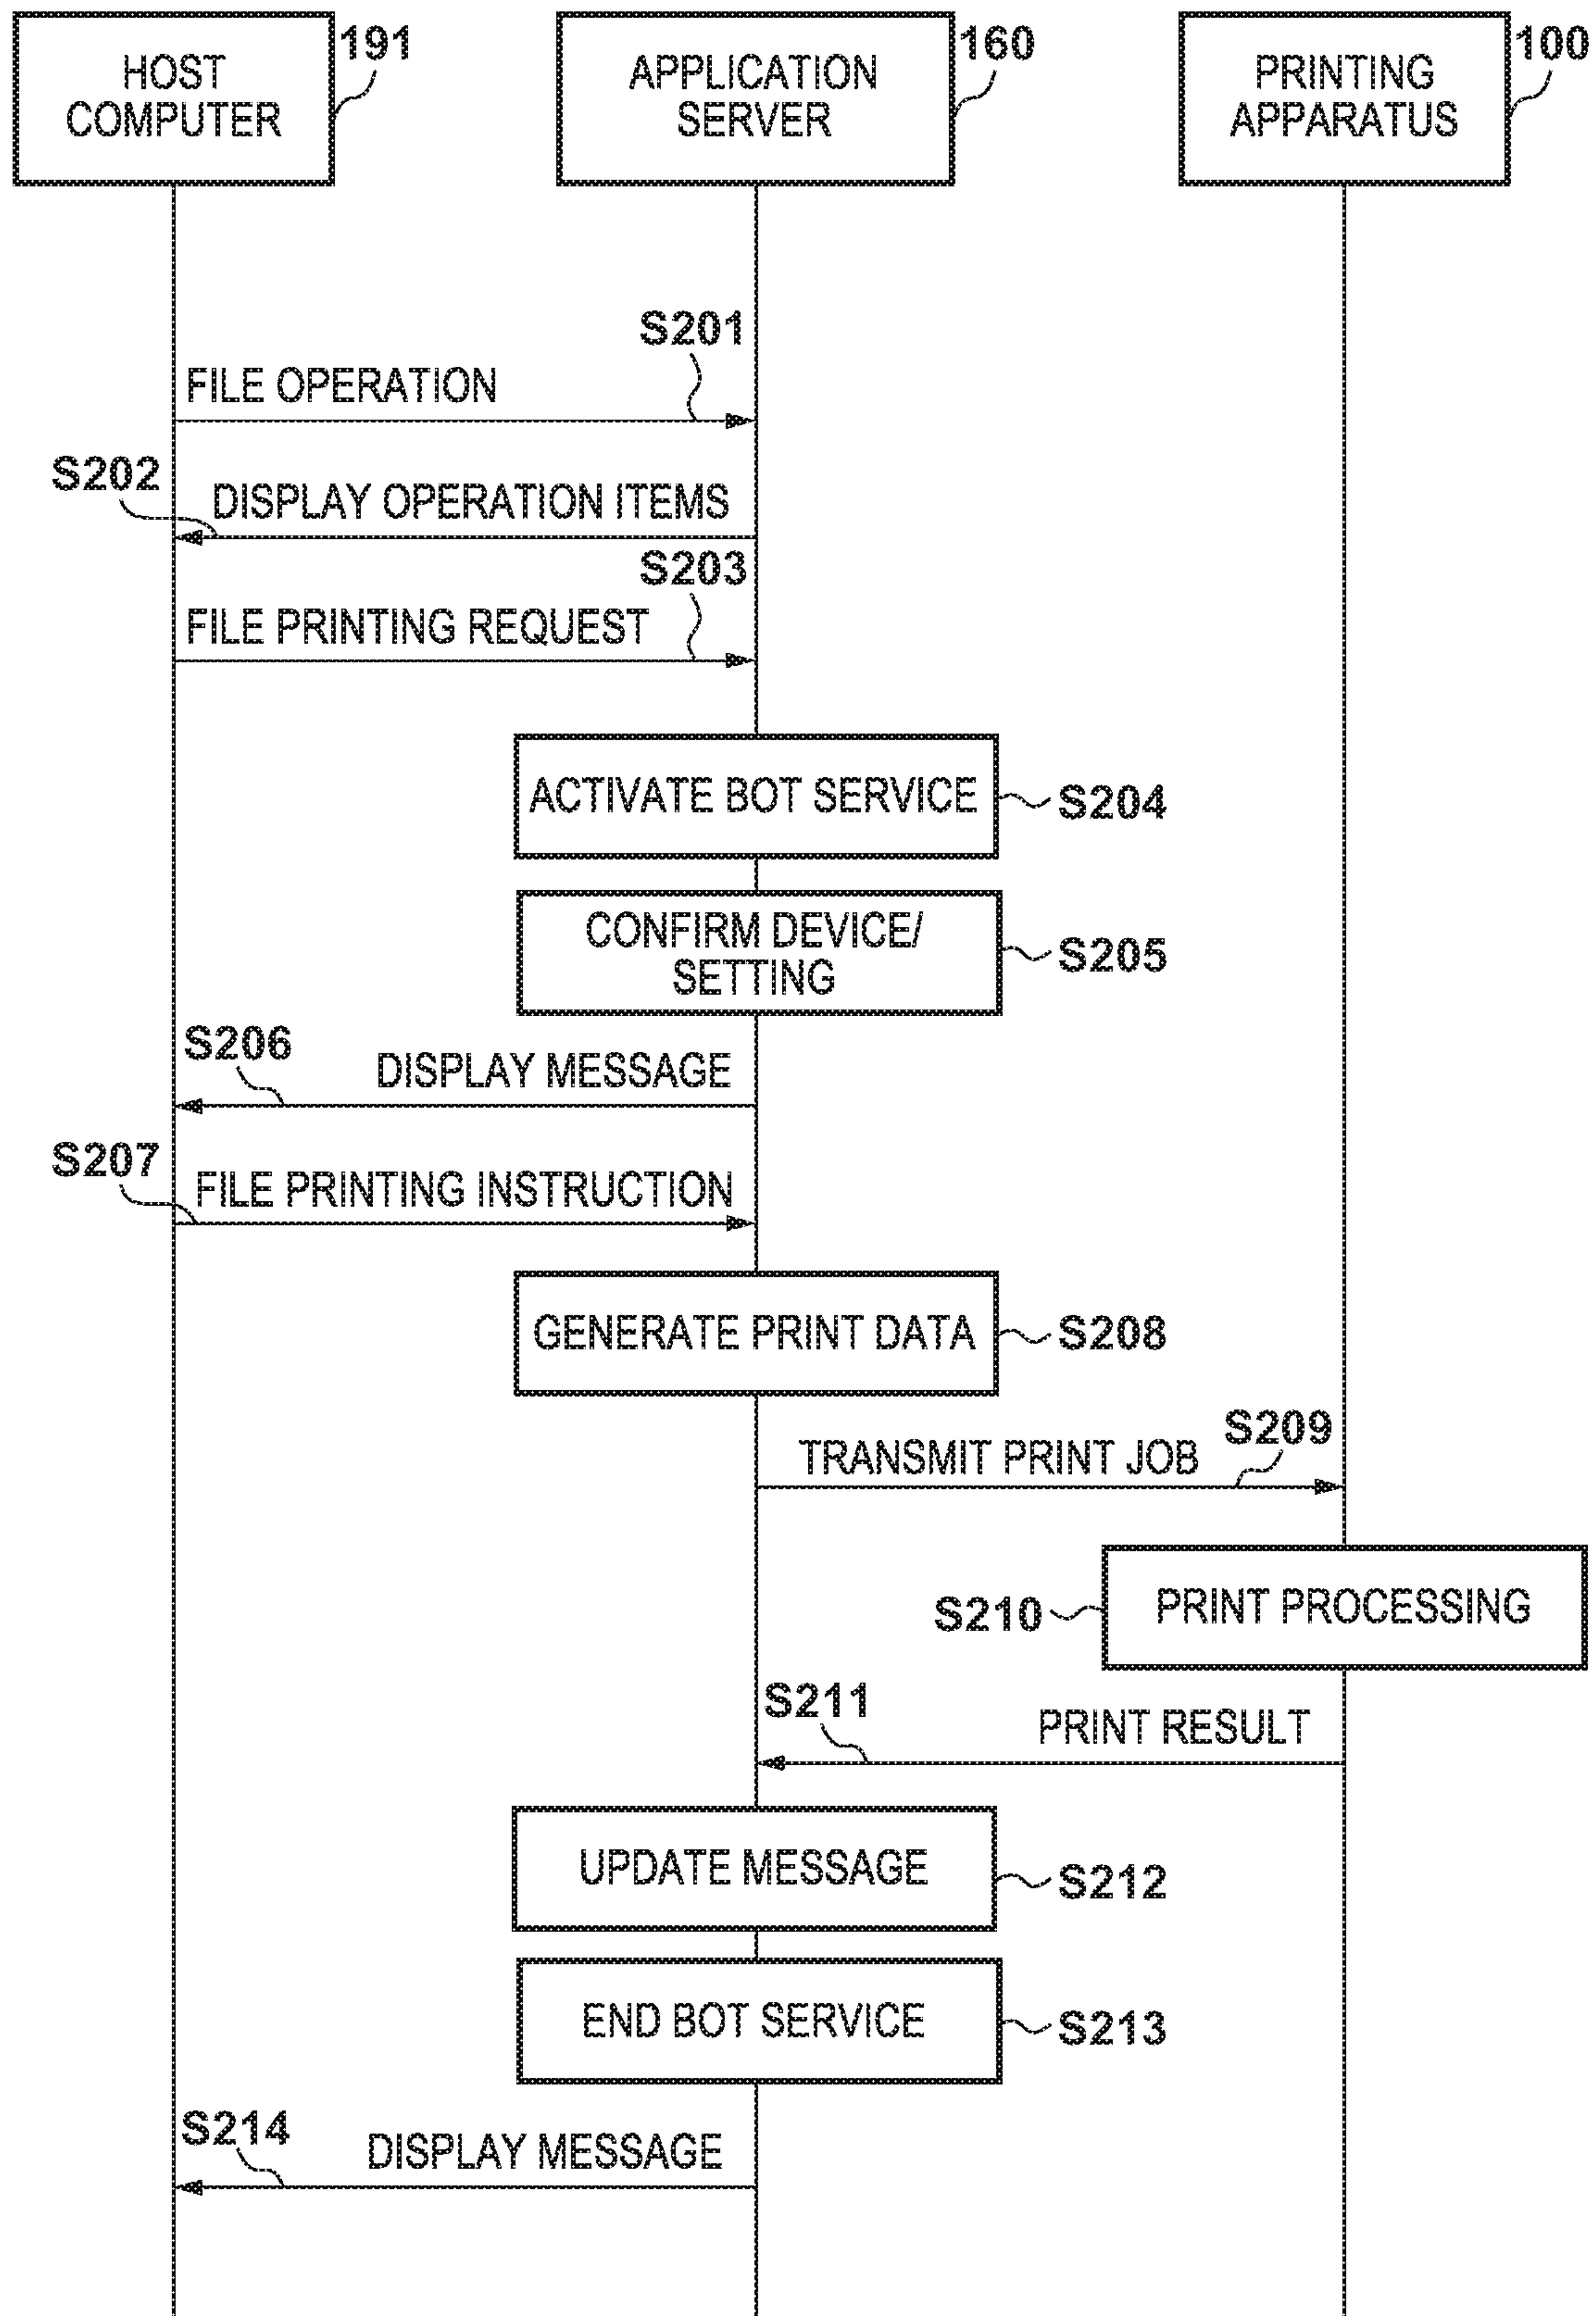 HOST
COMPUTER
191
APPLICATION
SERVER
160
PRINTING
APPARATUS
100
S201
FILE OPERATION
S202
DISPLAY OPERATION ITEMS
S203
FILE PRINTING REQUEST
ACTIVATE BOT SERVICE
S204
CONFIRM DEVICE/
SETTING
S205
S206
DISPLAY MESSAGE
S207
FILE PRINTING INSTRUCTION
GENERATE PRINT DATA
S208
S209
TRANSMIT PRINT JOB
S210
PRINT PROCESSING
S211
PRINT RESULT
UPDATE MESSAGE
S212
END BOT SERVICE
S213
S214
DISPLAY MESSAGE